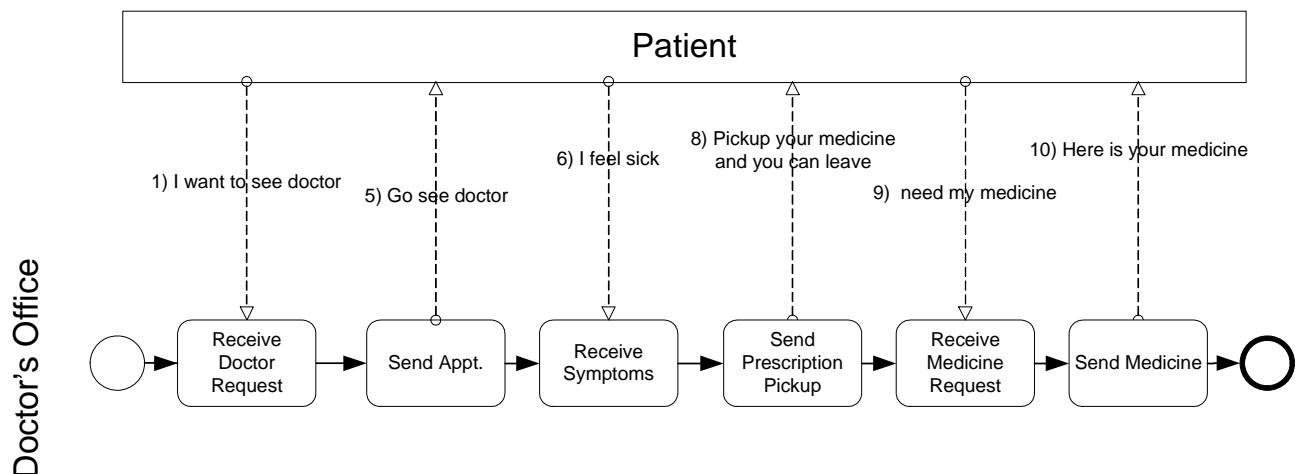 Patient
1) I want to see doctor
5) Go see doctor
6) I feel sick
8) Pickup your medicine
and you can leave
9)  need my medicine
10) Here is your medicine
Doctor's Office
Receive
Doctor
Request
Send Appt.
Receive
Symptoms
Send
Prescription
Pickup
Receive
Medicine
Request
Send Medicine